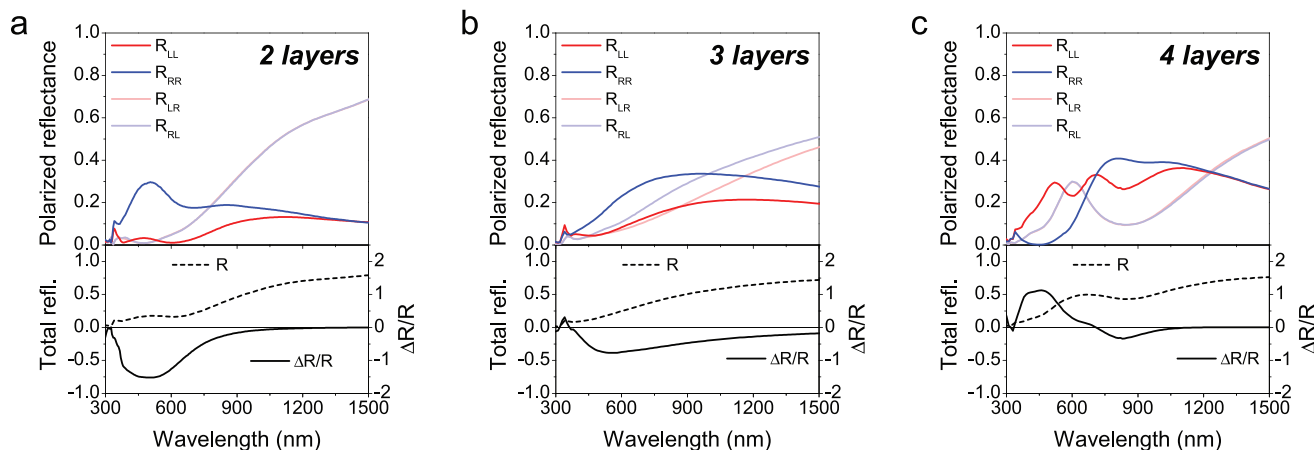 a
2 layers
Polarized reflectance
1.0
0.8
0.6
0.4
0.2
0.0
R_LL
R_RR
R_LR
R_RL
Total refl.
1.0
0.5
0.0
-0.5
-1.0
R
ΔR/R
2
1
0
-1
-2
ΔR/R
300 600 900 1200 1500
Wavelength (nm)
b
3 layers
Polarized reflectance
1.0
0.8
0.6
0.4
0.2
0.0
R_LL
R_RR
R_LR
R_RL
Total refl.
1.0
0.5
0.0
-0.5
-1.0
R
ΔR/R
2
1
0
-1
-2
ΔR/R
300 600 900 1200 1500
Wavelength (nm)
c
4 layers
Polarized reflectance
1.0
0.8
0.6
0.4
0.2
0.0
R_LL
R_RR
R_LR
R_RL
Total refl.
1.0
0.5
0.0
-0.5
-1.0
R
ΔR/R
2
1
0
-1
-2
ΔR/R
300 600 900 1200 1500
Wavelength (nm)